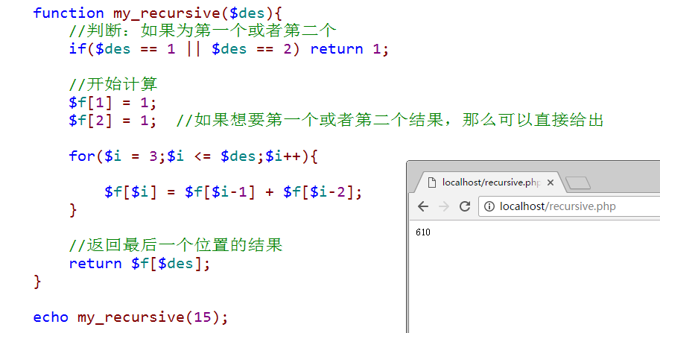 function my_recursive($des){
//判断：如果为第一个或者第二个
if($des == 1 || $des == 2) return 1;
//开始计算
$f[1] = 1;
$f[2] = 1; //如果想要第一个或者第二个结果，那么可以直接给出
for($i = 3;$i <= $des;$i++){
$f[$i] = $f[$i-1] + $f[$i-2];
}
//返回最后一个位置的结果
return $f[$des];
}
echo my_recursive(15);
localhost/recursive.php
localhost/recursive.php
610